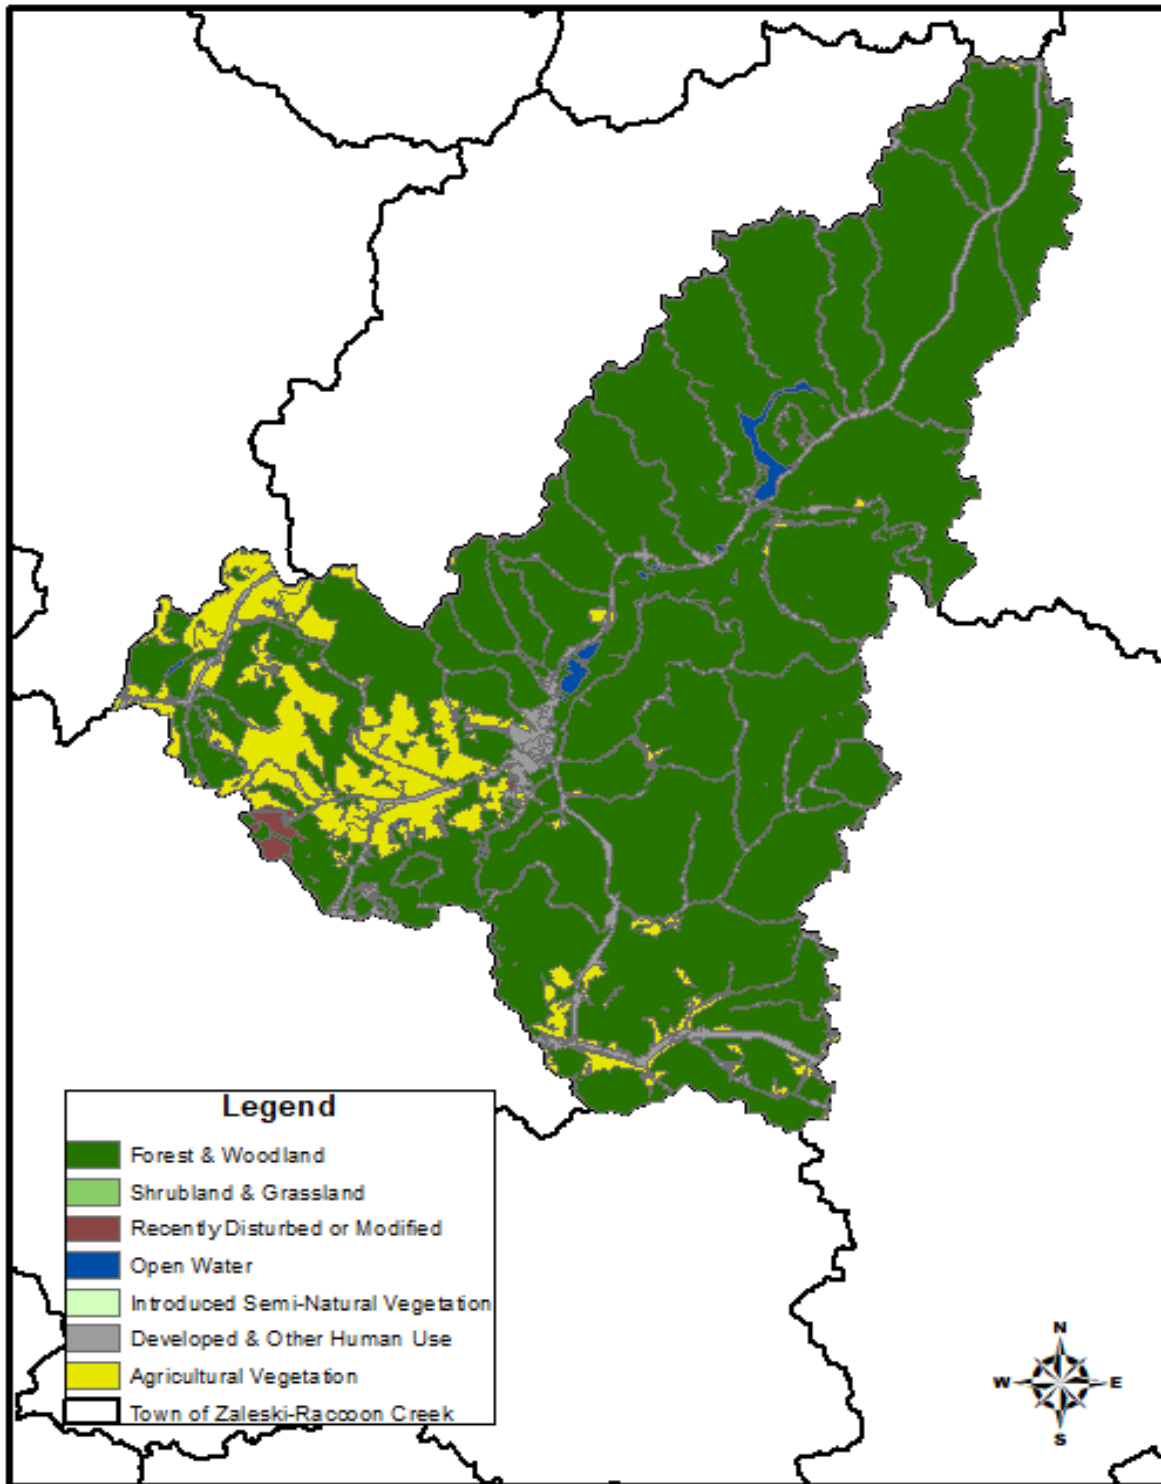 Legend
Forest & Woodland
Shrubland & Grassland
Recently Disturbed or Modified
Open Water
Introduced Semi-Natural Vegetation
Developed & Other Human Use
Agricultural Vegetation
Town of Zaleski-Raccoon Creek
N
W E
S